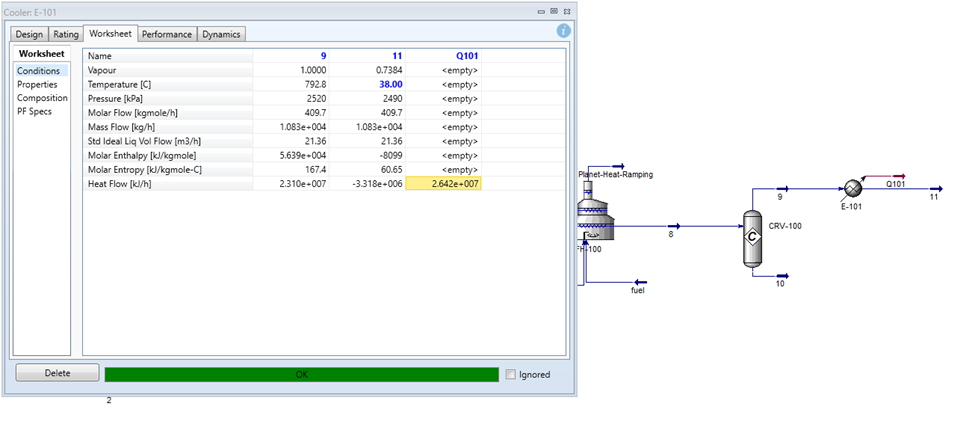 Cooler: E-101
Design Rating Worksheet Performance Dynamics
Worksheet
Conditions
Properties
Composition
PF Specs
Name 9 11 Q101
Vapour 1.0000 0.7384 <empty>
Temperature [C] 792.8 38.00 <empty>
Pressure [kPa] 2520 2490 <empty>
Molar Flow [kgmole/h] 409.7 409.7 <empty>
Mass Flow [kg/h] 1.083e+004 1.083e+004 <empty>
Std Ideal Liq Vol Flow [m3/h] 21.36 21.36 <empty>
Molar Enthalpy [kJ/kgmole] 5.639e+004 -8099 <empty>
Molar Entropy [kJ/kgmole-C] 167.4 60.65 <empty>
Heat Flow [kJ/h] 2.310e+007 -3.318e+006 2.642e+007
Delete
OK
Ignored
2
Planet-Heat-Ramping
FH-100
8
fuel
9
CRV-100
C
10
Q101
E-101
11